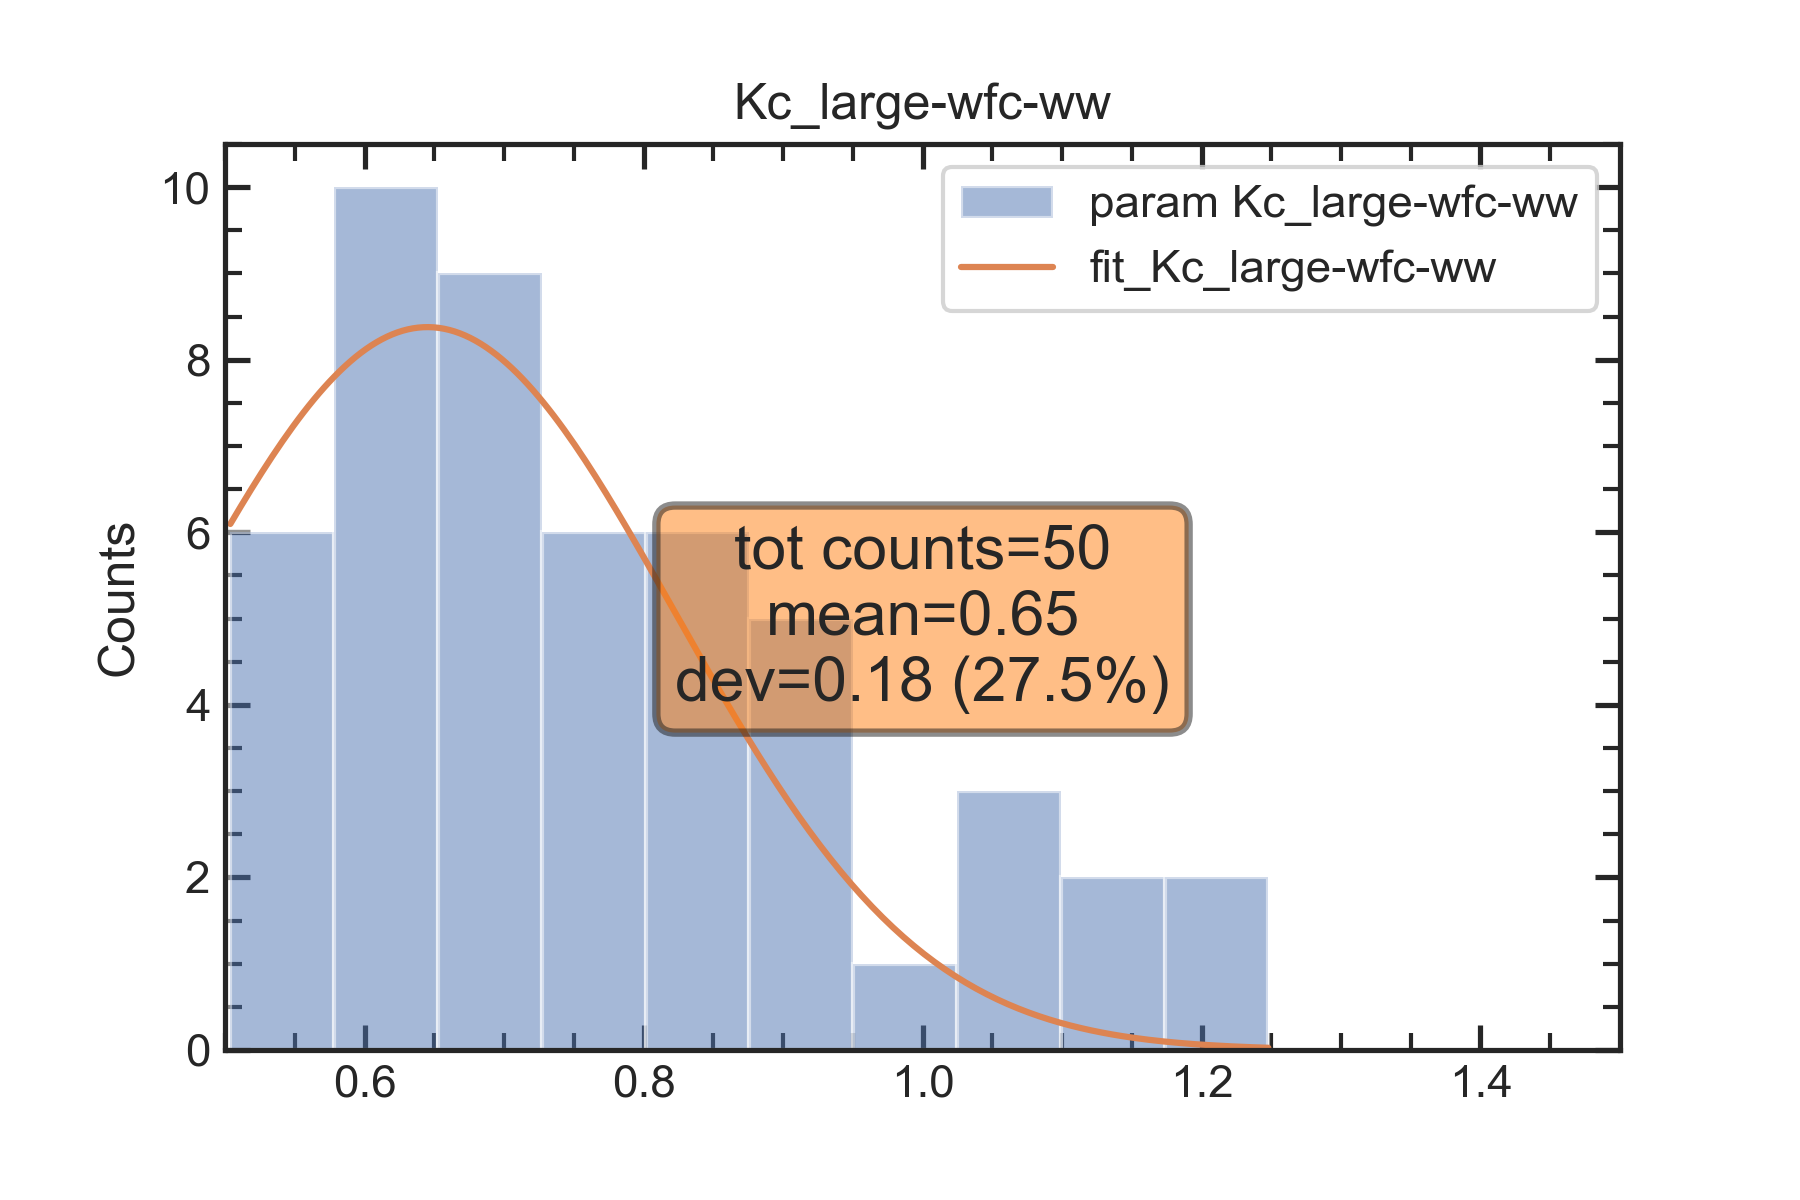 Kc_large-wfc-ww
param Kc_large-wfc-ww
fit_Kc_large-wfc-ww
10
8
6
4
2
0
Counts
tot counts=50
mean=0.65
dev=0.18 (27.5%)
0.6
0.8
1.0
1.2
1.4